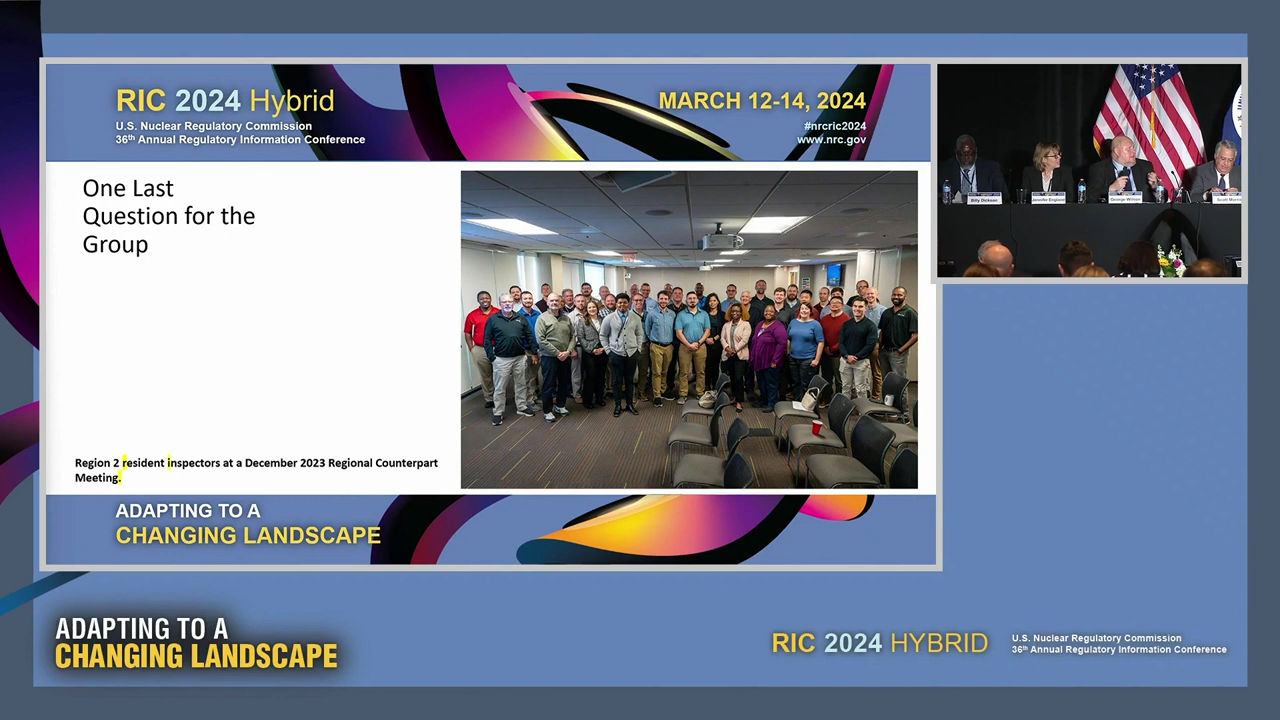 RIC 2024 Hybrid
U.S. Nuclear Regulatory Commission
36th Annual Regulatory Information Conference
MARCH 12-14, 2024
#nrcric2024
www.nrc.gov
One Last
Question for the
Group
Region 2 resident inspectors at a December 2023 Regional Counterpart
Meeting.
ADAPTING TO A
CHANGING LANDSCAPE
Billy Dickson
Jennifer England
George Wilson
Scott
ADAPTING TO A
CHANGING LANDSCAPE
RIC 2024 HYBRID
U.S. Nuclear Regulatory Commission
36th Annual Regulatory Information Conference